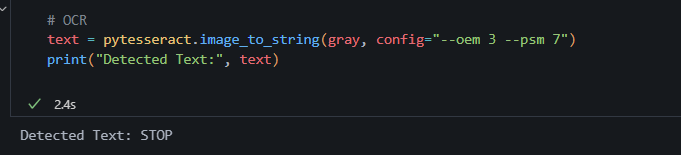 # OCR
text = pytesseract.image_to_string(gray, config="--oem 3 --psm 7")
print("Detected Text:", text)
2.4s
Detected Text: STOP